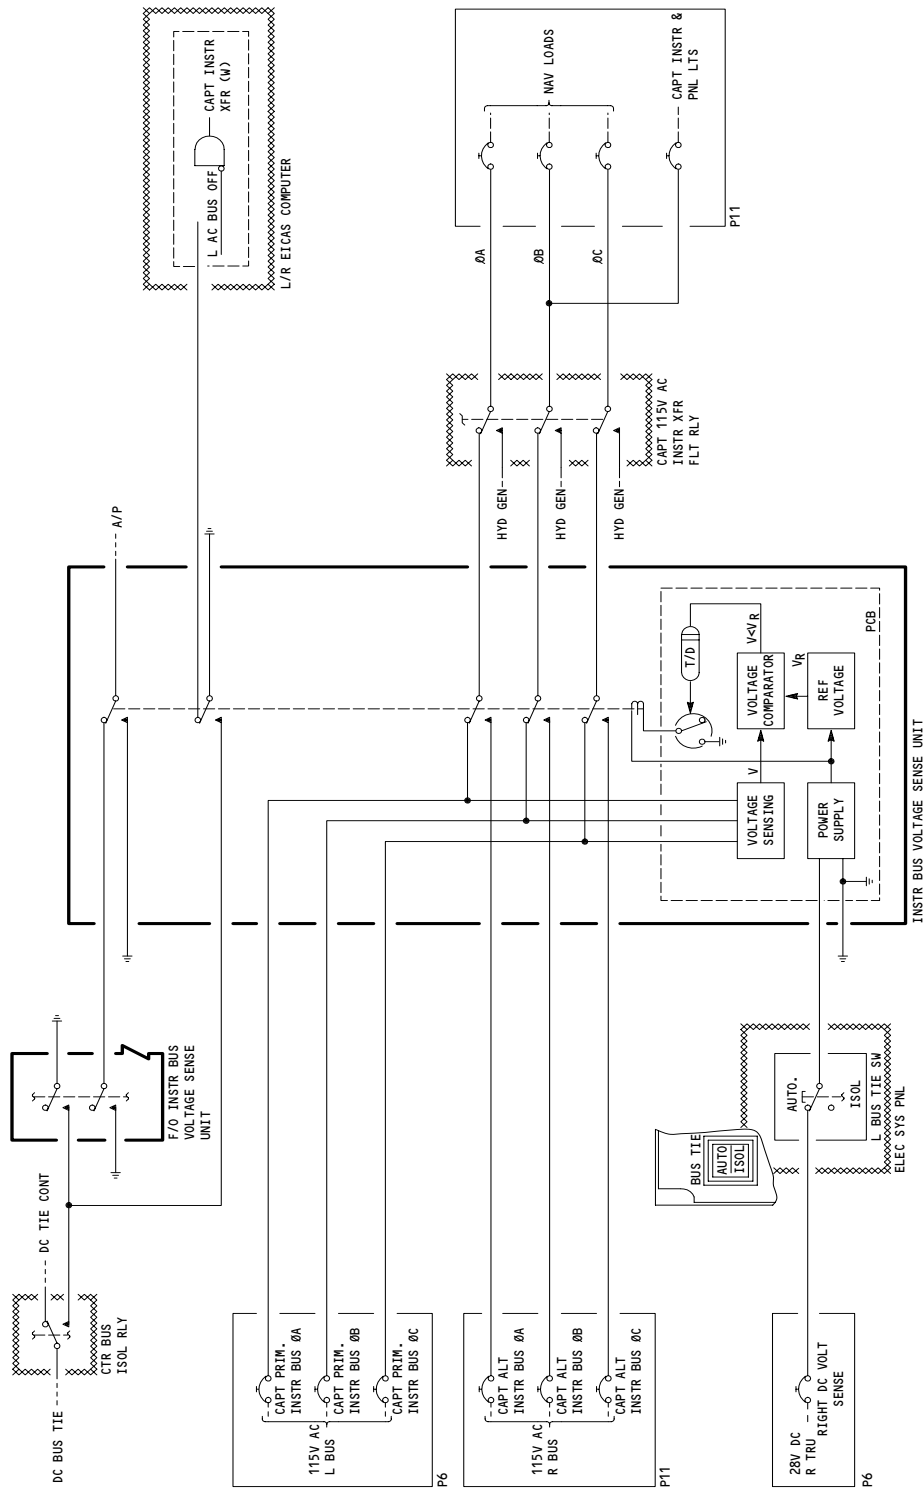 DC BUS TIE
DC TIE CONT
CTR BUS
ISOL RLY
F/O INSTR BUS
VOLTAGE SENSE
UNIT
A/P
L AC BUS OFF
CAPT INSTR
XFR (W)
L/R EICAS COMPUTER
115V AC
L BUS
CAPT PRIM.
INSTR BUS ØA
CAPT PRIM.
INSTR BUS ØB
CAPT PRIM.
INSTR BUS ØC
P6
115V AC
R BUS
CAPT ALT
INSTR BUS ØA
CAPT ALT
INSTR BUS ØB
CAPT ALT
INSTR BUS ØC
P11
HYD GEN
HYD GEN
HYD GEN
CAPT 115V AC
INSTR XFR
FLT RLY
ØA
ØB
ØC
NAV LOADS
CAPT INSTR &
PNL LTS
P11
BUS TIE
AUTO
ISOL
28V DC
R TRU
RIGHT DC VOLT
SENSE
P6
AUTO.
ISOL
L BUS TIE SW
ELEC SYS PNL
VOLTAGE
SENSING
V
VOLTAGE
COMPARATOR
V<VR
T/D
POWER
SUPPLY
REF
VOLTAGE
VR
PCB
INSTR BUS VOLTAGE SENSE UNIT